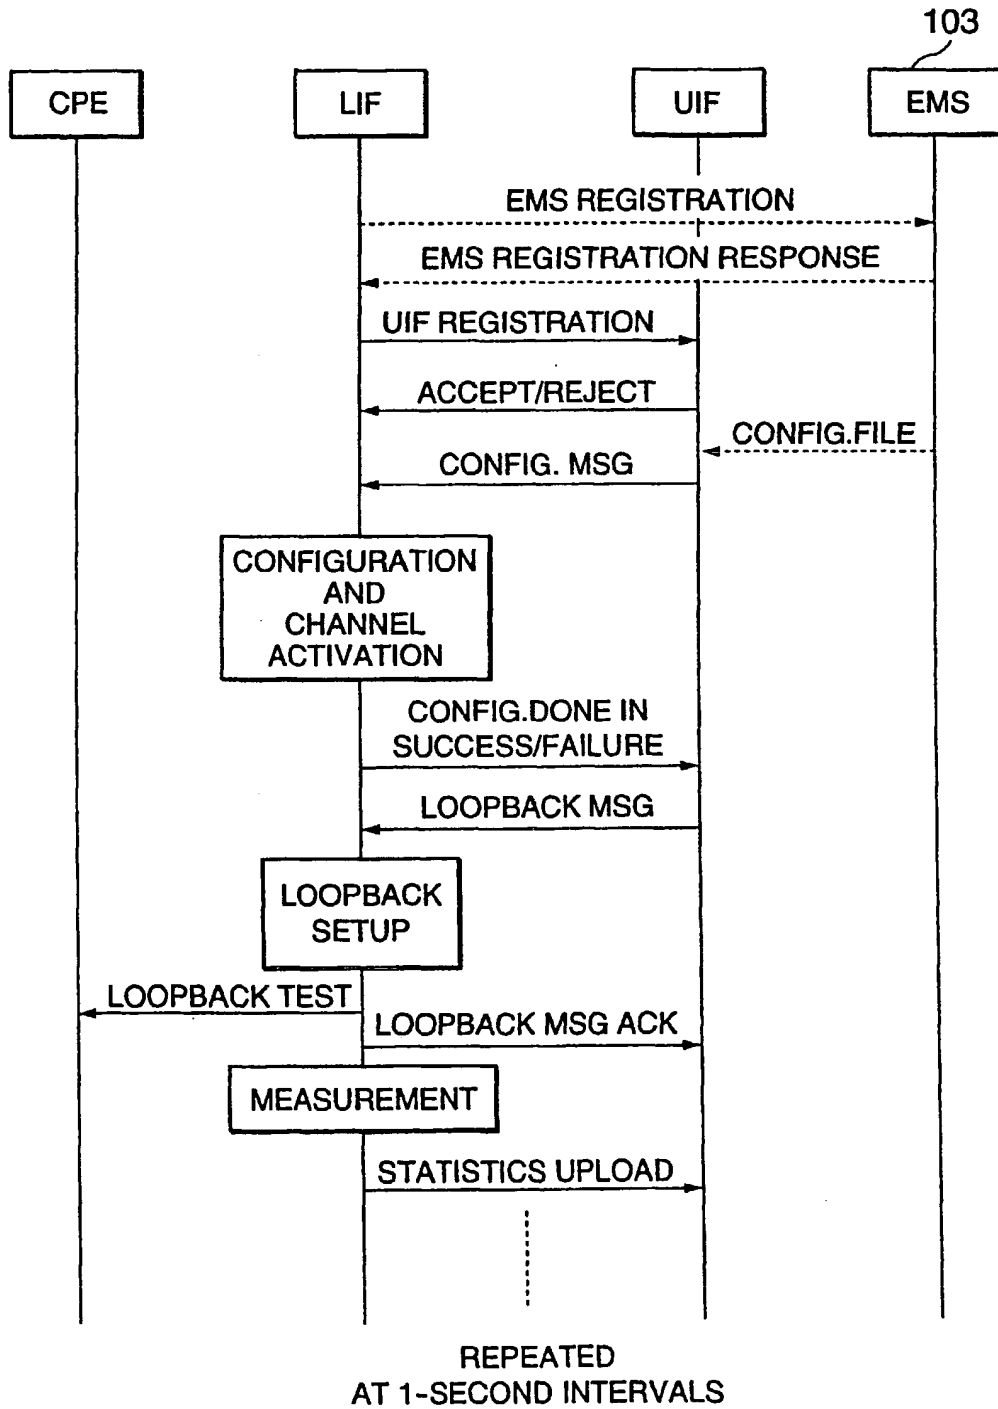 103
CPE
LIF
UIF
EMS
EMS REGISTRATION
EMS REGISTRATION RESPONSE
UIF REGISTRATION
ACCEPT/REJECT
CONFIG.FILE
CONFIG. MSG
CONFIGURATION
AND
CHANNEL
ACTIVATION
CONFIG.DONE IN
SUCCESS/FAILURE
LOOPBACK MSG
LOOPBACK
SETUP
LOOPBACK TEST
LOOPBACK MSG ACK
MEASUREMENT
STATISTICS UPLOAD
REPEATED
AT 1-SECOND INTERVALS